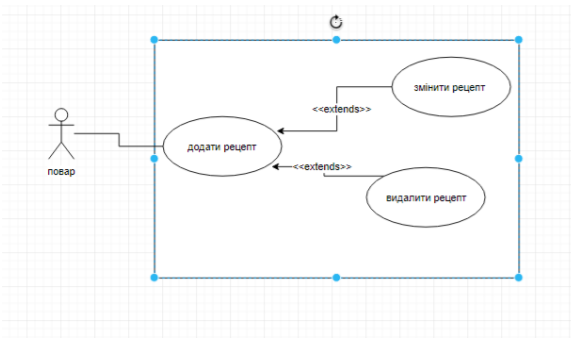 змінити рецепт
<<extends>>
додати рецепт
<<extends>>
повар
видалити рецепт